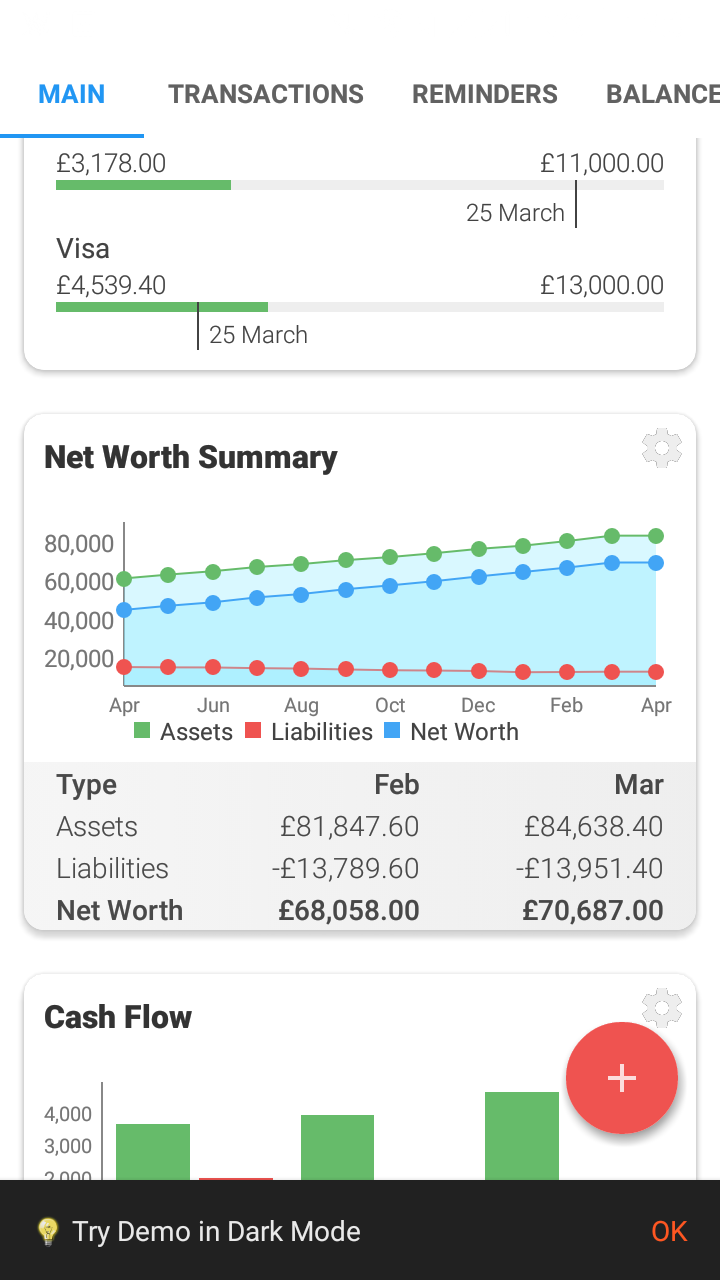 MAIN TRANSACTIONS REMINDERS BALANCE
£3,178.00 £11,000.00
25 March
Visa
£4,539.40 £13,000.00
25 March
Net Worth Summary
80,000
60,000
40,000
20,000
Apr Jun Aug Oct Dec Feb Apr
Assets Liabilities Net Worth
Type Feb Mar
Assets £81,847.60 £84,638.40
Liabilities -£13,789.60 -£13,951.40
Net Worth £68,058.00 £70,687.00
Cash Flow
4,000
3,000
2,000
Try Demo in Dark Mode OK